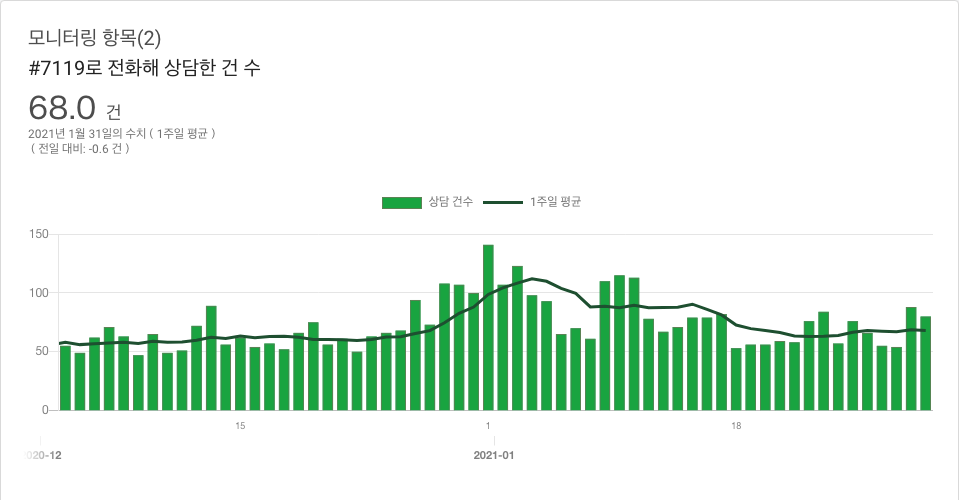 모니터링 항목(2)
#7119로 전화해 상담한 건 수
68.0 건
2021년 1월 31일의 수치 ( 1주일 평균 )
( 전일 대비: -0.6 건 )
상담 건수 1주일 평균
150
100
50
0
15 1 18
020-12 2021-01